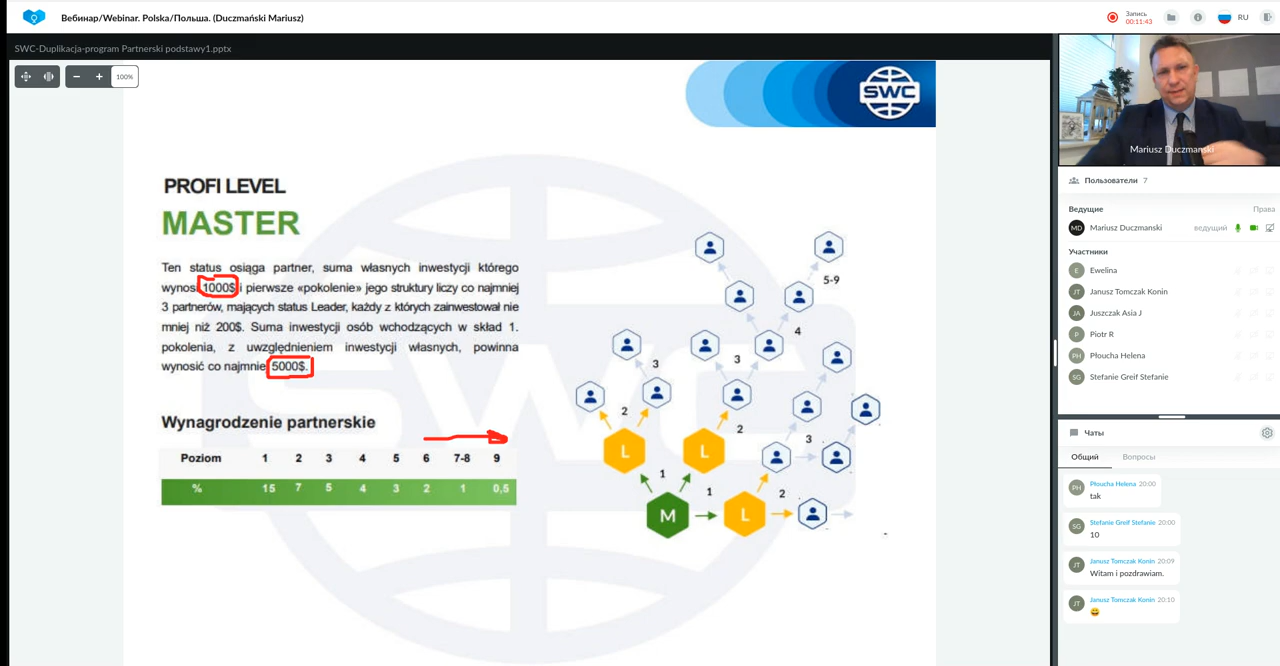 Вебинар/Webinar. Polska/Польша. (Duczmański Mariusz)
Запись
00:11:43
RU
SWC-Duplikacja-program Partnerski podstawy1.pptx
100%
SWC
PROFI LEVEL
MASTER
Ten status osiąga partner, suma własnych inwestycji którego
wynosi 1000$ i pierwsze «pokolenie» jego struktury liczy co najmniej
3 partnerów, mających status Leader, każdy z których zainwestował nie
mniej niż 200$. Suma inwestycji osób wchodzących w skład 1.
pokolenia, z uwzględnieniem inwestycji własnych, powinna
wynosić co najmniej 5000$.
Wynagrodzenie partnerskie
Poziom 1 2 3 4 5 6 7-8 9
% 15 7 5 4 3 2 1 0,5
5-9
4
3
3
2
2
3
L
L
1
1
2
M
L
Mariusz Duczmanski
Пользователи 7
Ведущие Права
MD Mariusz Duczmanski ведущий
Участники
E Ewelina
JT Janusz Tomczak Konin
JA Juszczak Asia J
P Piotr R
PH Płoucha Helena
SG Stefanie Greif Stefanie
Чаты
Общий Вопросы
PH Płoucha Helena 20:00
tak
SG Stefanie Greif Stefanie 20:00
10
JT Janusz Tomczak Konin 20:09
Witam i pozdrawiam.
JT Janusz Tomczak Konin 20:10
😄